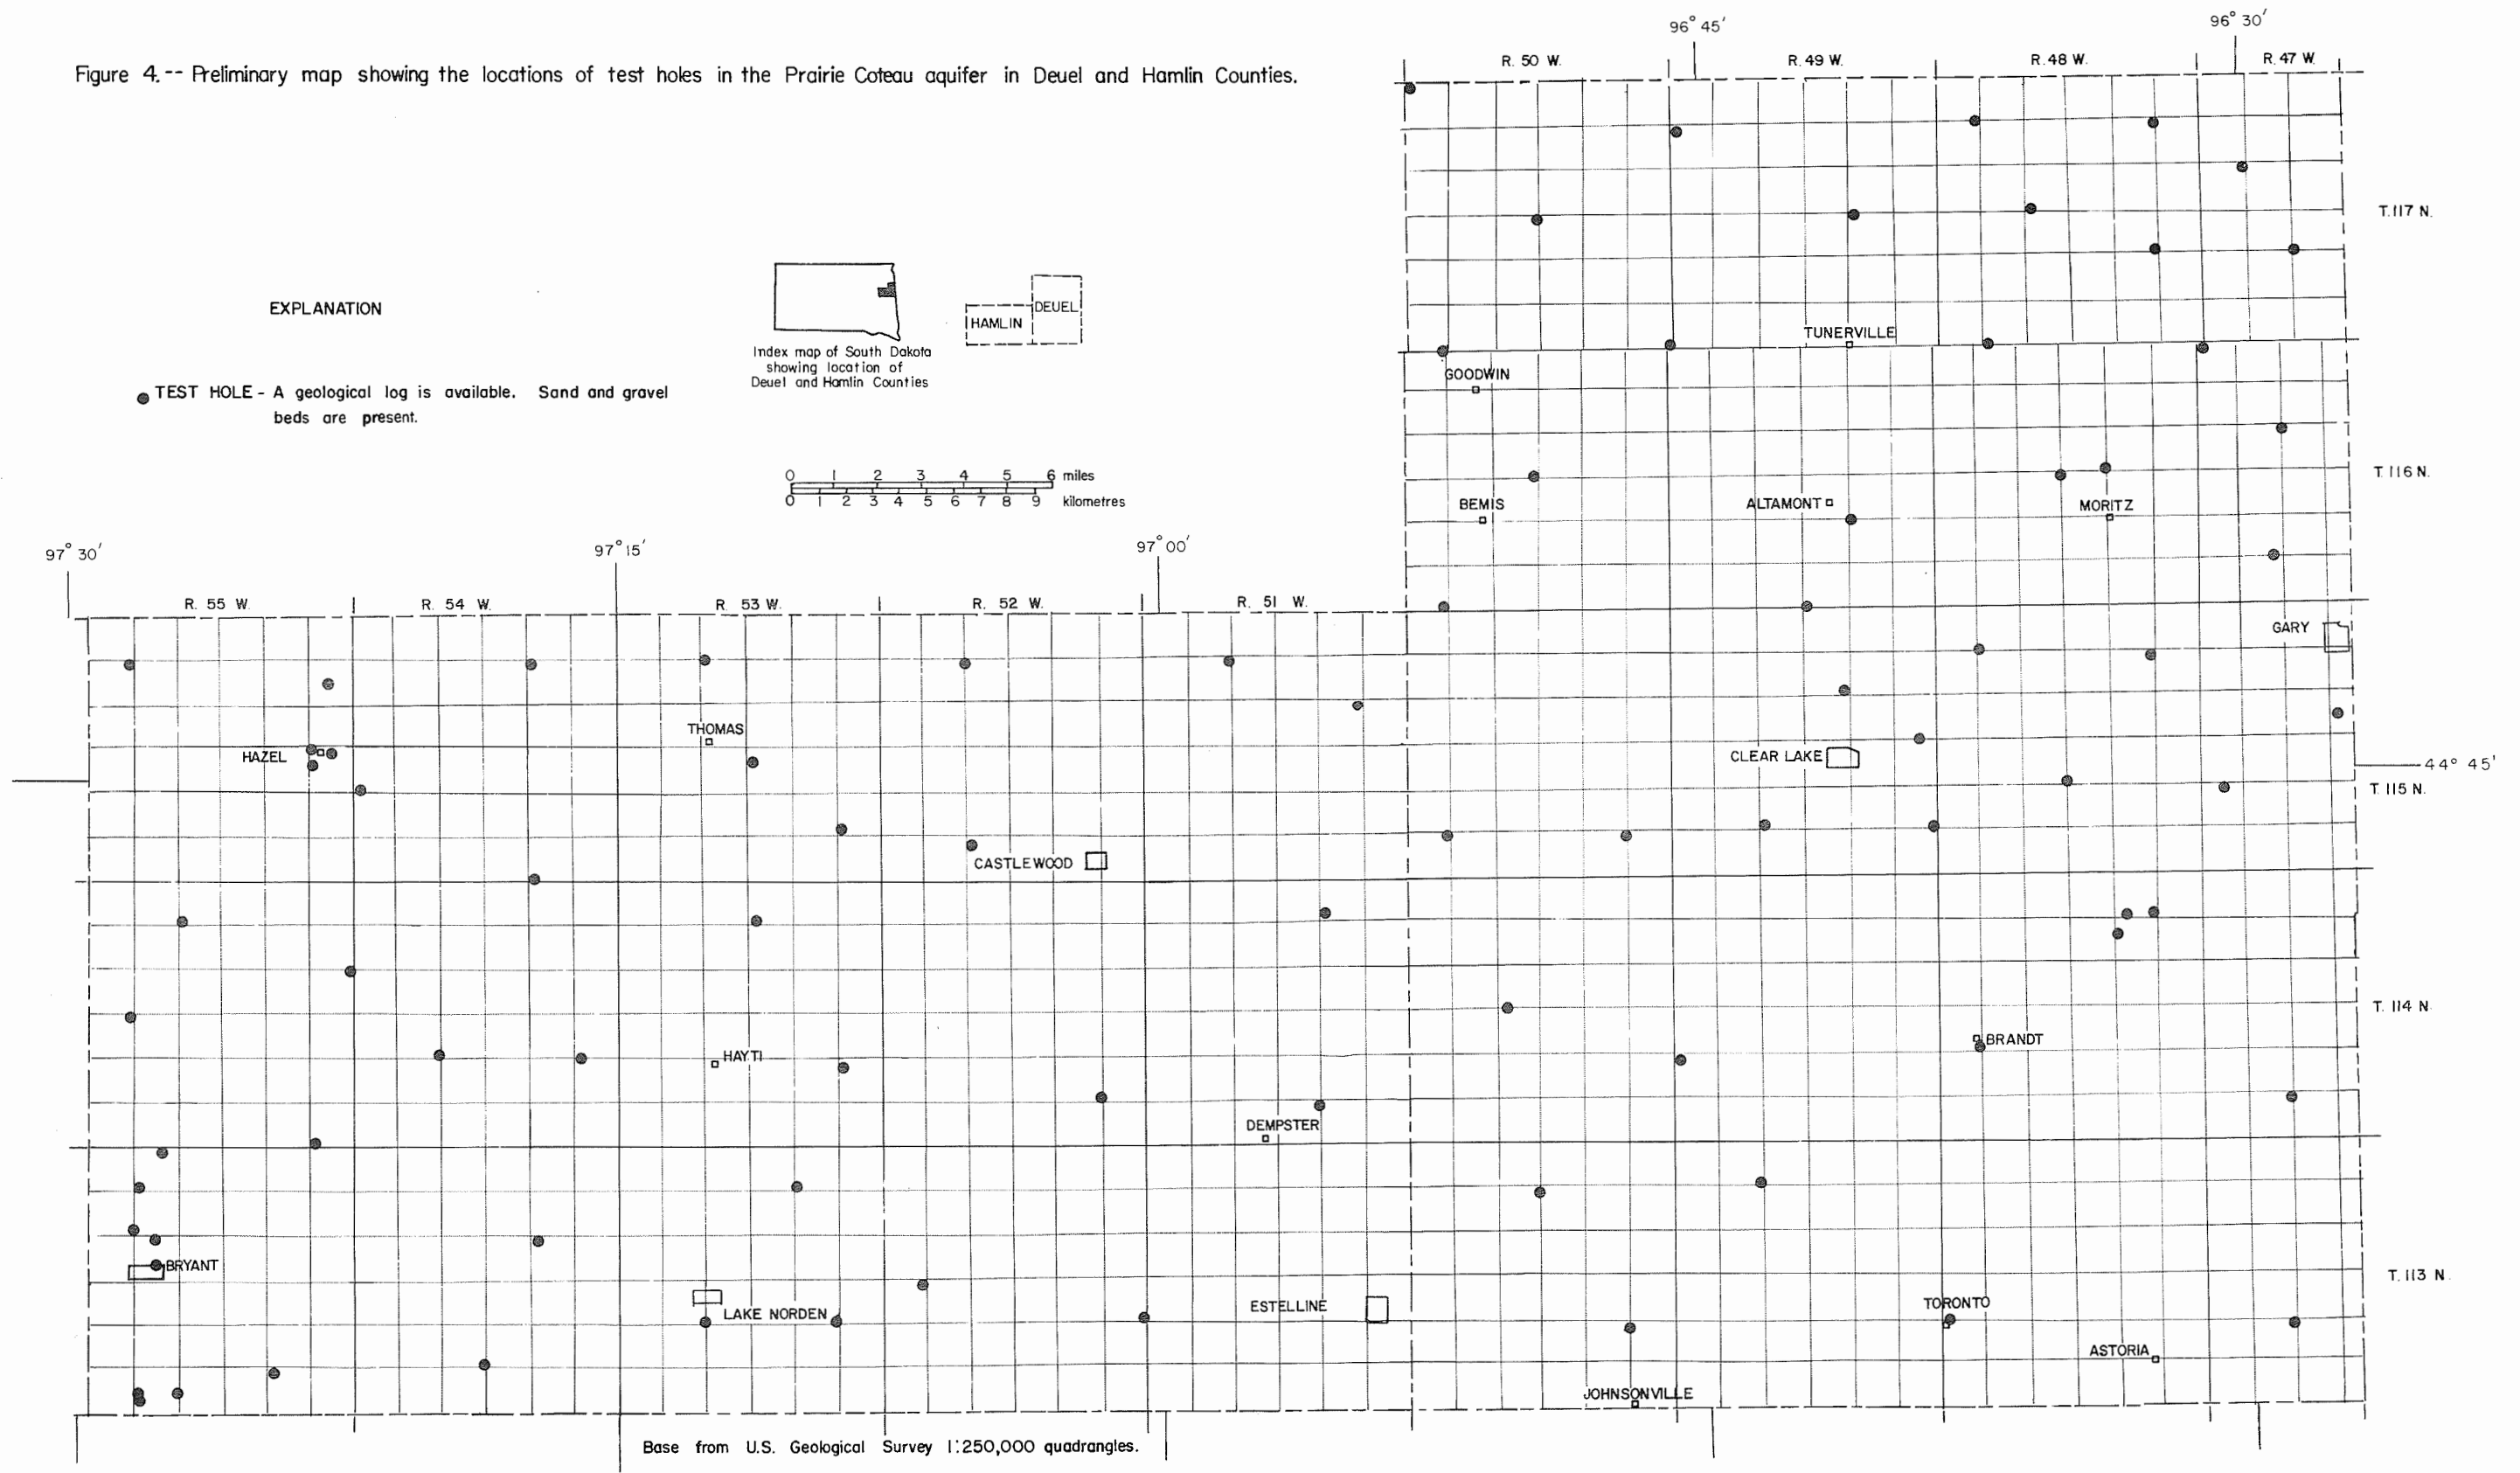 96° 45′
96° 30′
Figure 4.-- Preliminary map showing the locations of test holes in the Prairie Coteau aquifer in Deuel and Hamlin Counties.
R. 50 W.
R. 49 W.
R. 48 W.
R. 47 W.
T. 117 N.
EXPLANATION
DEUEL
HAMLIN
TUNERVILLE
Index map of South Dakota
showing location of
Deuel and Hamlin Counties
GOODWIN
TEST HOLE - A geological log is available. Sand and gravel
beds are present.
0 1 2 3 4 5 6 miles
0 1 2 3 4 5 6 7 8 9 kilometres
T. 116 N.
BEMIS
ALTAMONT
MORITZ
97° 30′
97° 15′
97° 00′
R. 55 W.
R. 54 W.
R. 53 W.
R. 52 W.
R. 51 W.
GARY
THOMAS
HAZEL
CLEAR LAKE
44° 45'
T. 115 N.
CASTLEWOOD
T. 114 N.
BRANDT
HAYTI
DEMPSTER
BRYANT
T. 113 N.
LAKE NORDEN
ESTELLINE
TORONTO
ASTORIA
JOHNSONVILLE
Base from U.S. Geological Survey 1:250,000 quadrangles.